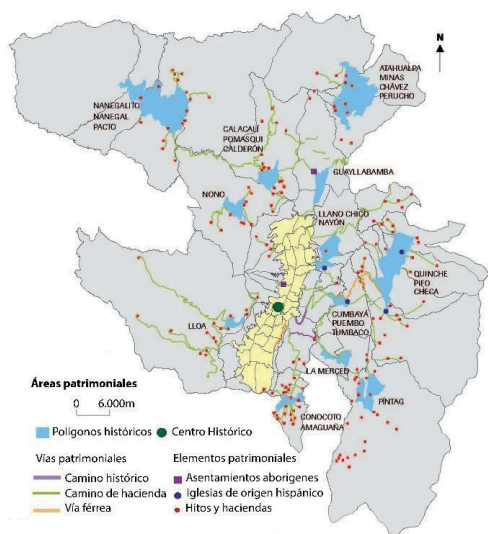 N
ATAHUALPA
MINAS
CHÁVEZ
PERUCHO
NANEGALITO
NANEGAL
PACTO
CALACALÍ
POMASQUI
CALDERÓN
GUAYLLABAMBA
NONO
LLANO CHICO
NAYÓN
QUINCHE
PIFO
CHECA
CUMBAYÁ
PUEMBO
TUMBACO
LLOA
LA MERCED
PÍNTAG
CONOCOTO
AMAGUAÑA
Áreas patrimoniales
0 6,000m
Polígonos históricos
Centro Histórico
Vías patrimoniales
Elementos patrimoniales
Camino histórico
Asentamientos aborigenes
Camino de hacienda
Iglesias de origen hispánico
Vía férrea
Hitos y haciendas